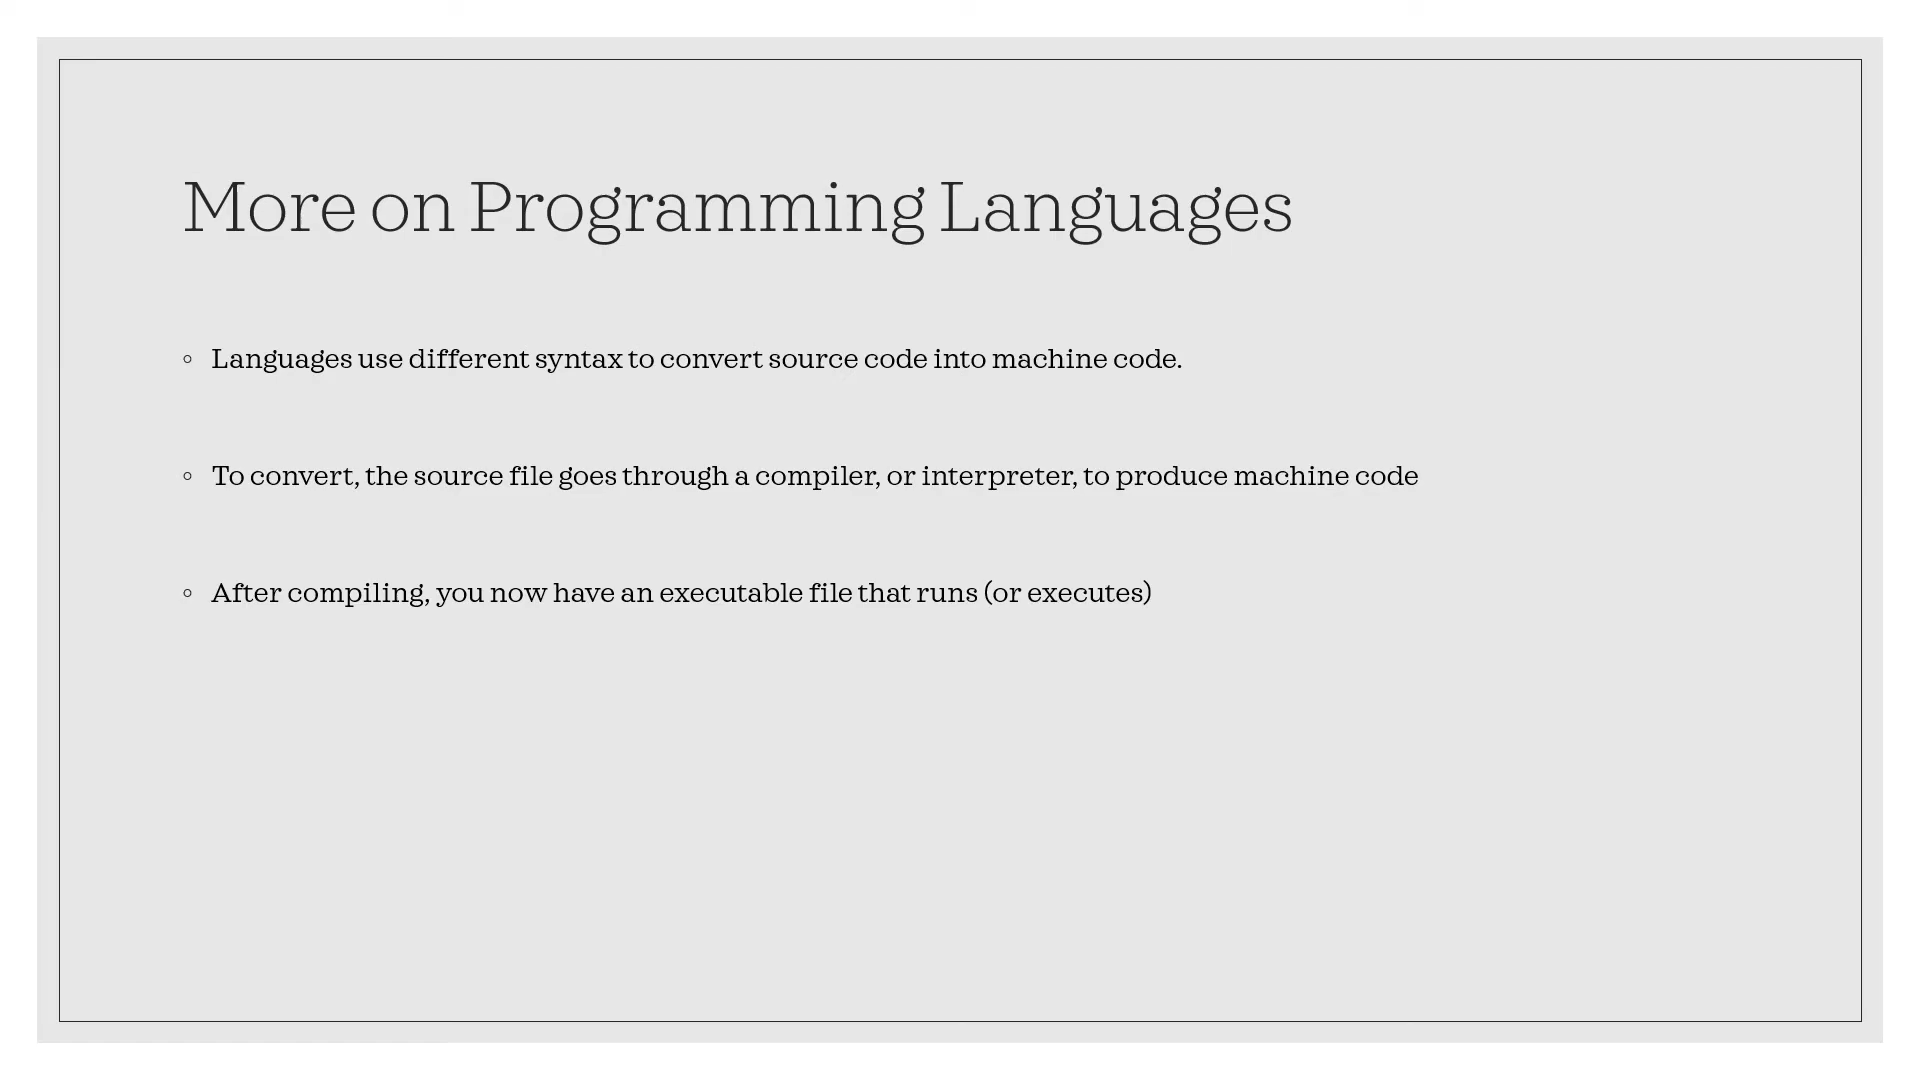 More on Programming Languages
◦ Languages use different syntax to convert source code into machine code.
◦ To convert, the source file goes through a compiler, or interpreter, to produce machine code
◦ After compiling, you now have an executable file that runs (or executes)